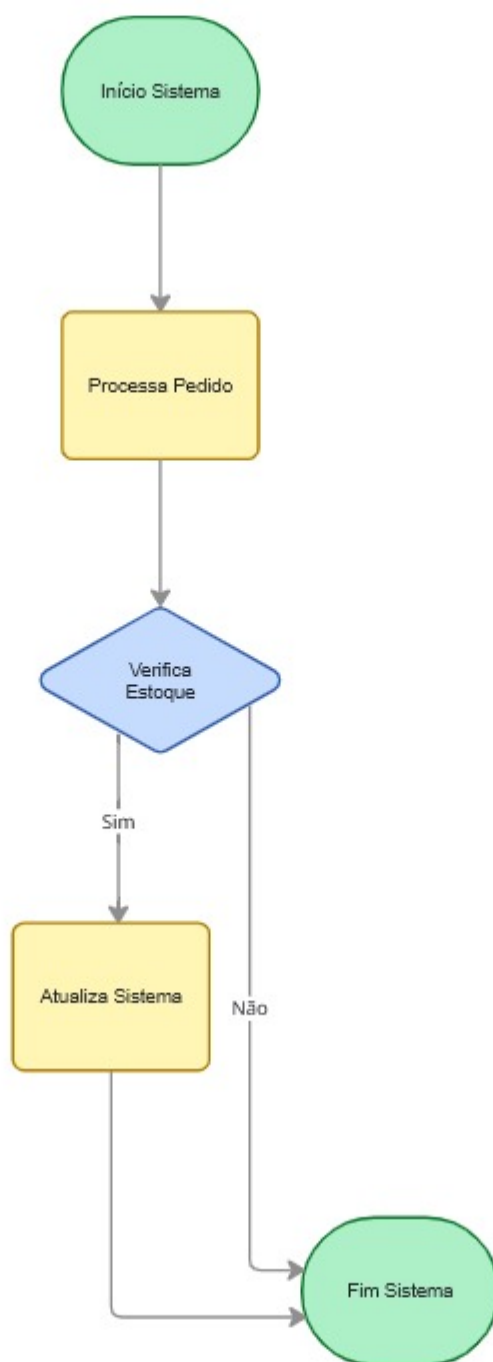 Início Sistema
Processa Pedido
Verifica
Estoque
Sim
Atualiza Sistema
Não
Fim Sistema